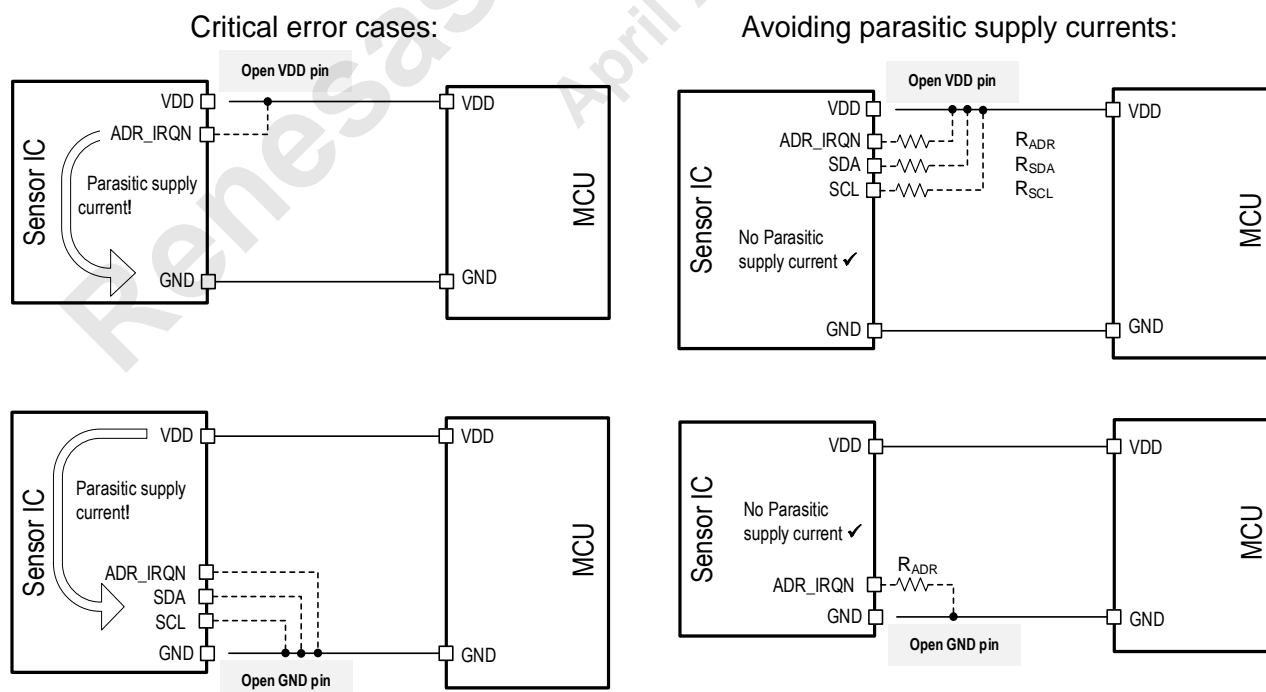 Critical error cases:
Open VDD pin
VDD
ADR_IRQN
Parasitic supply
current!
GND
Sensor IC
VDD
GND
MCU
Avoiding parasitic supply currents:
Open VDD pin
VDD
ADR_IRQN
SDA
SCL
RADR
RSDA
RSCL
No Parasitic
supply current ✓
GND
Sensor IC
VDD
GND
MCU
VDD
Parasitic supply
current!
ADR_IRQN
SDA
SCL
GND
Open GND pin
Sensor IC
VDD
GND
MCU
VDD
No Parasitic
supply current ✓
RADR
ADR_IRQN
GND
Open GND pin
Sensor IC
VDD
GND
MCU
Renesas
April